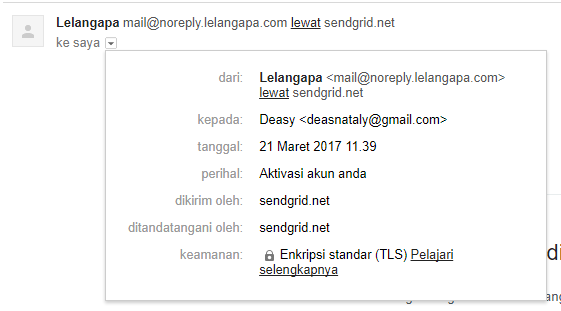 Lelangapa mail@noreply.lelangapa.com lewat sendgrid.net
ke saya
dari: Lelangapa <mail@noreply.lelangapa.com>
lewat sendgrid.net
kepada: Deasy <deasnataly@gmail.com>
tanggal: 21 Maret 2017 11.39
perihal: Aktivasi akun anda
dikirim oleh: sendgrid.net
ditandatangani oleh: sendgrid.net
keamanan: Enkripsi standar (TLS) Pelajari
selengkapnya